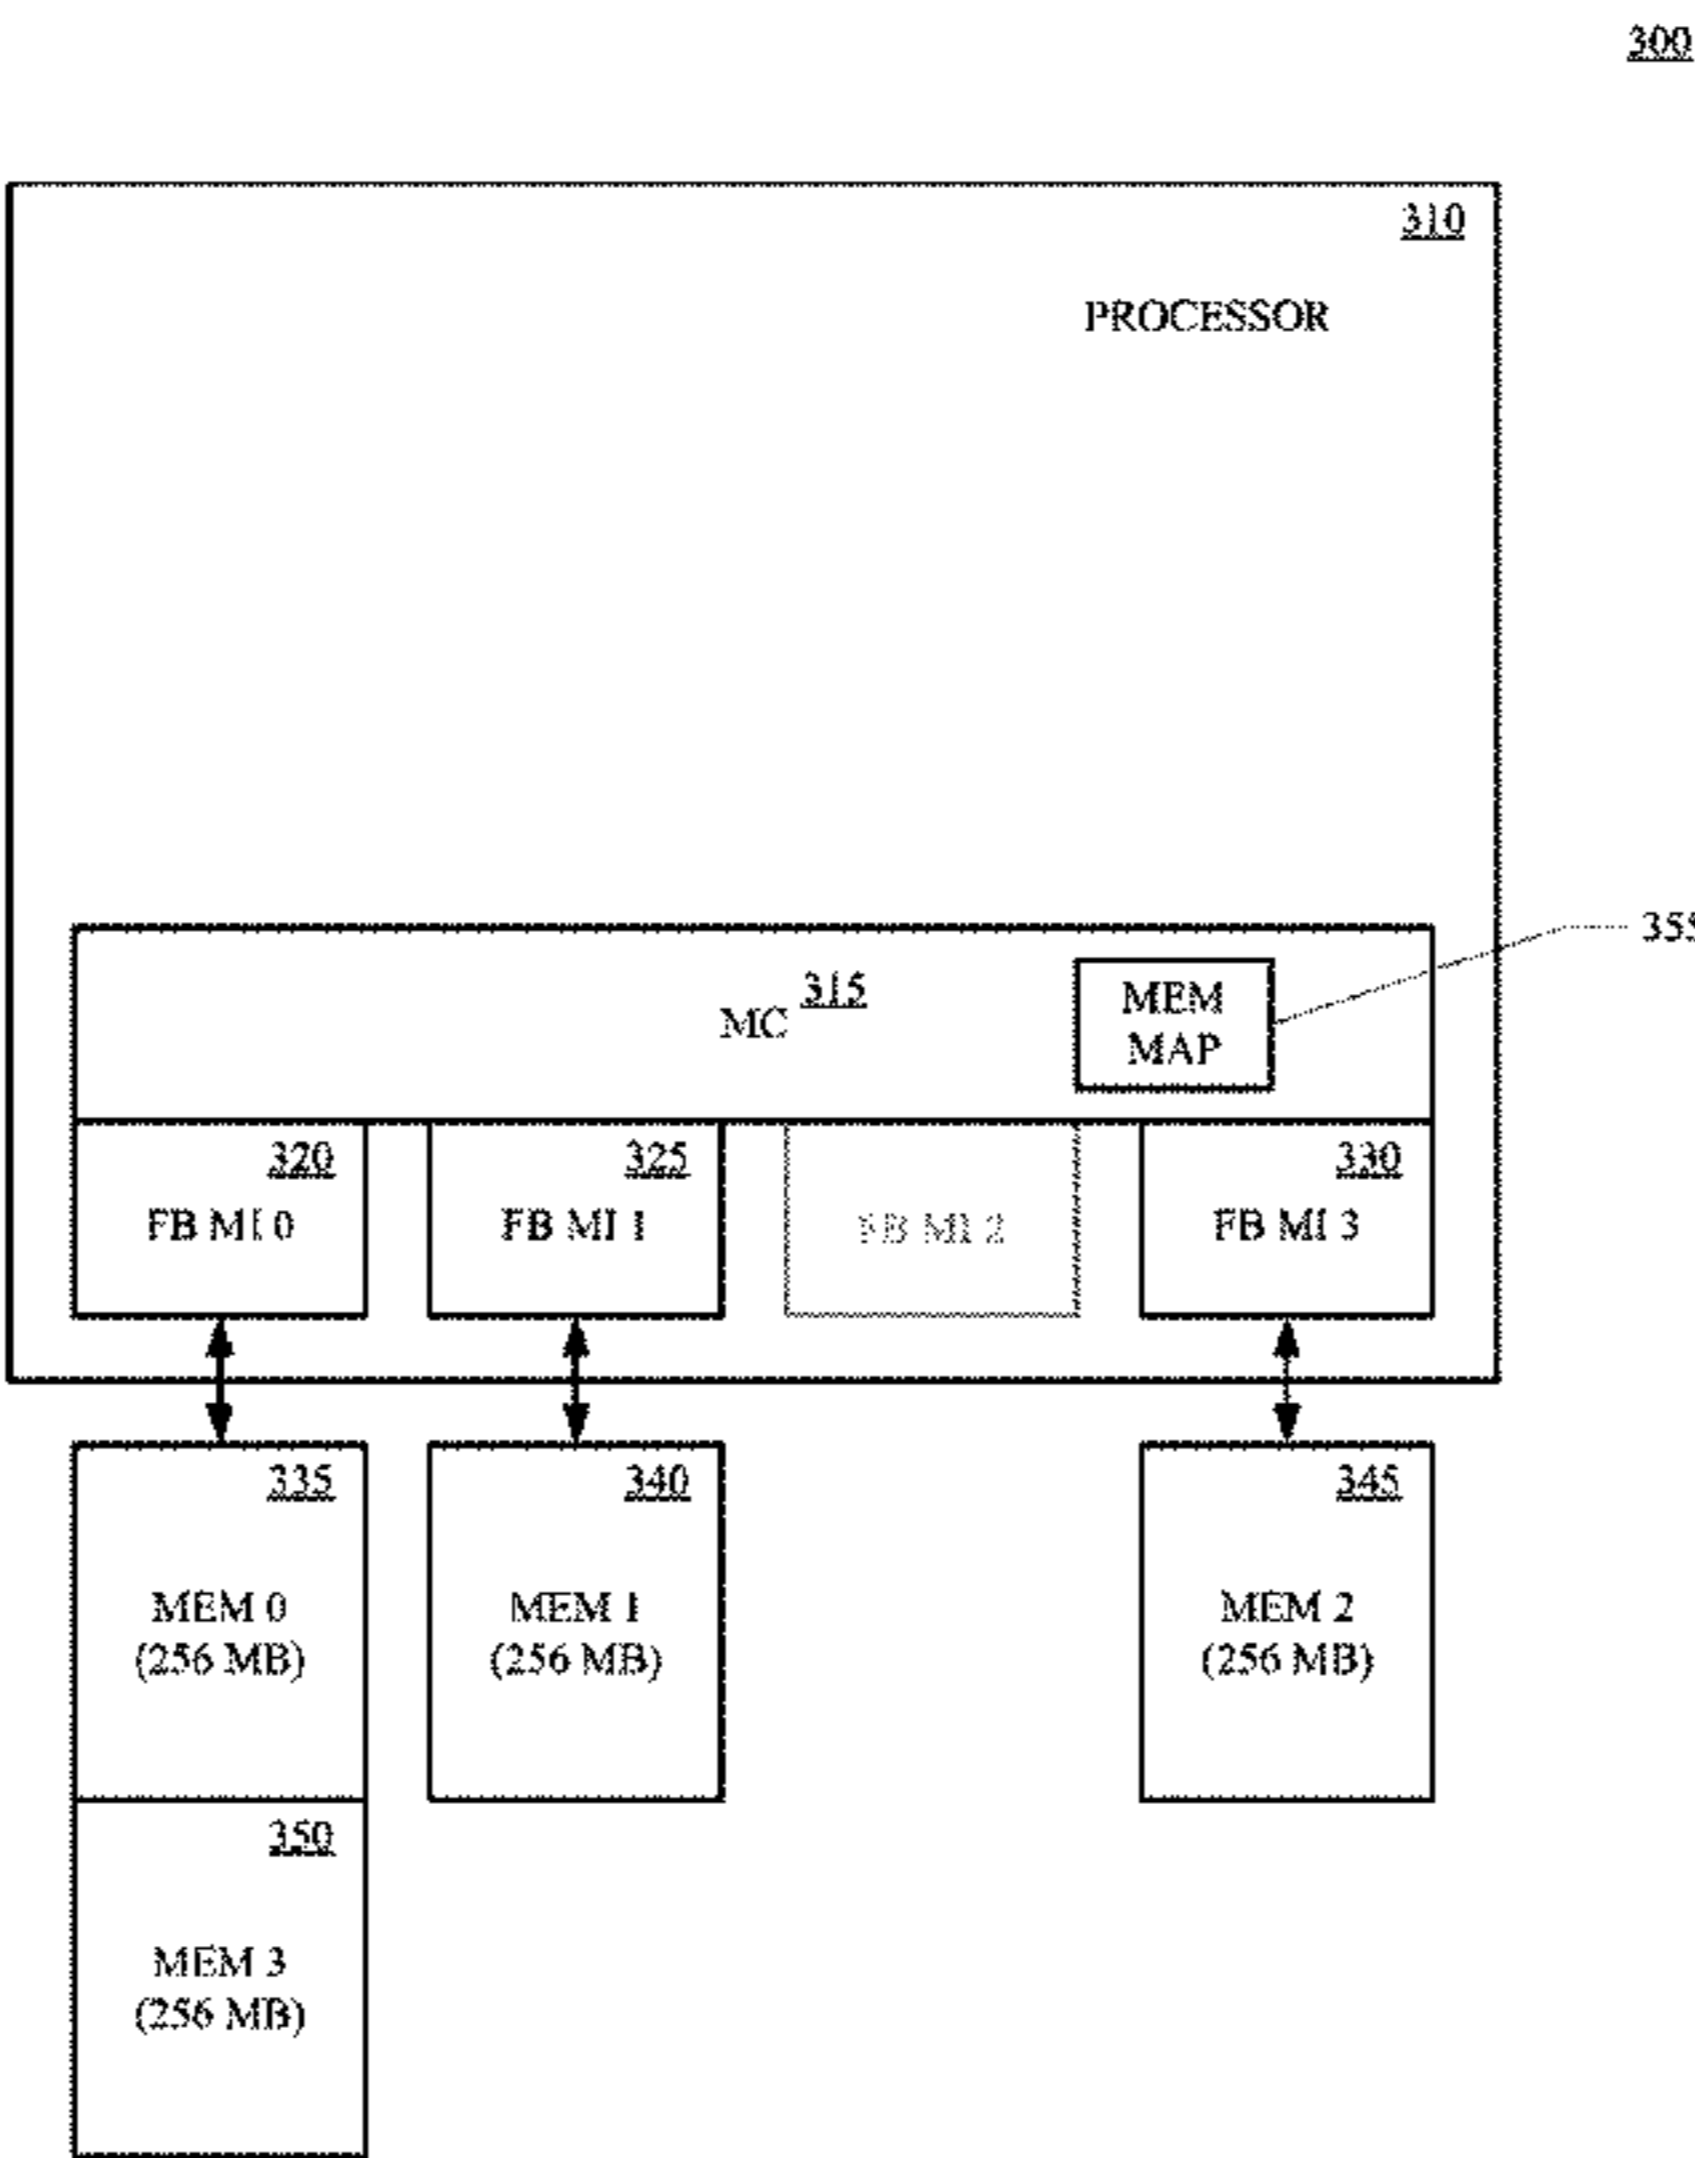 300
310
PROCESSOR
355
315
MC
MEM
MAP
320
FB MI 0
325
FB MI 1
FB MI 2
330
FB MI 3
335
MEM 0
(256 MB)
340
MEM 1
(256 MB)
345
MEM 2
(256 MB)
350
MEM 3
(256 MB)